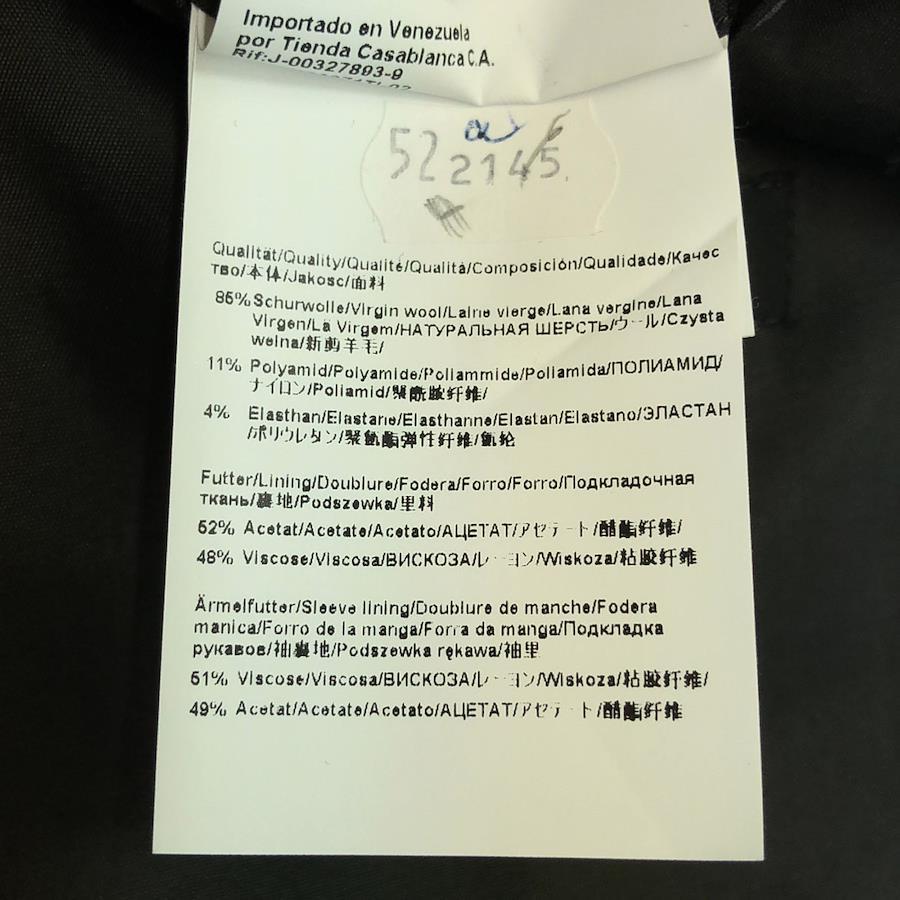 Importado en Venezuela
por Tienda Casablanca C.A.
Rif:J-00327893-9
52 2214/5.
Qualität/Quality/Qualité/Qualità/Composición/Qualidade/Качес
тво/本体/Jakosc/面料
85% Schurwolle/Virgin wool/Laine vierge/Lana vergine/Lana
Virgen/Lã Virgem/НАТУРАЛЬНАЯ ШЕРСТЬ/ウール/Czysta
welna/新剪羊毛/
11% Polyamid/Polyamide/Poliammide/Poliamida/ПОЛИАМИД/
ナイロン/Poliamid/聚酰胺纤维/
4% Elasthan/Elastane/Elasthanne/Elastan/Elastano/ЭЛАСТАН
/ポリウレタン/聚氨酯弹性纤维/氨纶
Futter/Lining/Doublure/Fodera/Forro/Forro/Подкладочная
ткань/裏地/Podszewka/里料
52% Acetat/Acetate/Acetato/АЦЕТАТ/アセテート/醋酯纤维/
48% Viscose/Viscosa/ВИСКОЗА/レーヨン/Wiskoza/粘胶纤维
Ärmelfutter/Sleeve lining/Doublure de manche/Fodera
manica/Forro de la manga/Forra da manga/Подкладка
рукавов/袖裏地/Podszewka rękawa/袖里
51% Viscose/Viscosa/ВИСКОЗА/レーヨン/Wiskoza/粘胶纤维/
49% Acetat/Acetate/Acetato/АЦЕТАТ/アセテート/醋酯纤维